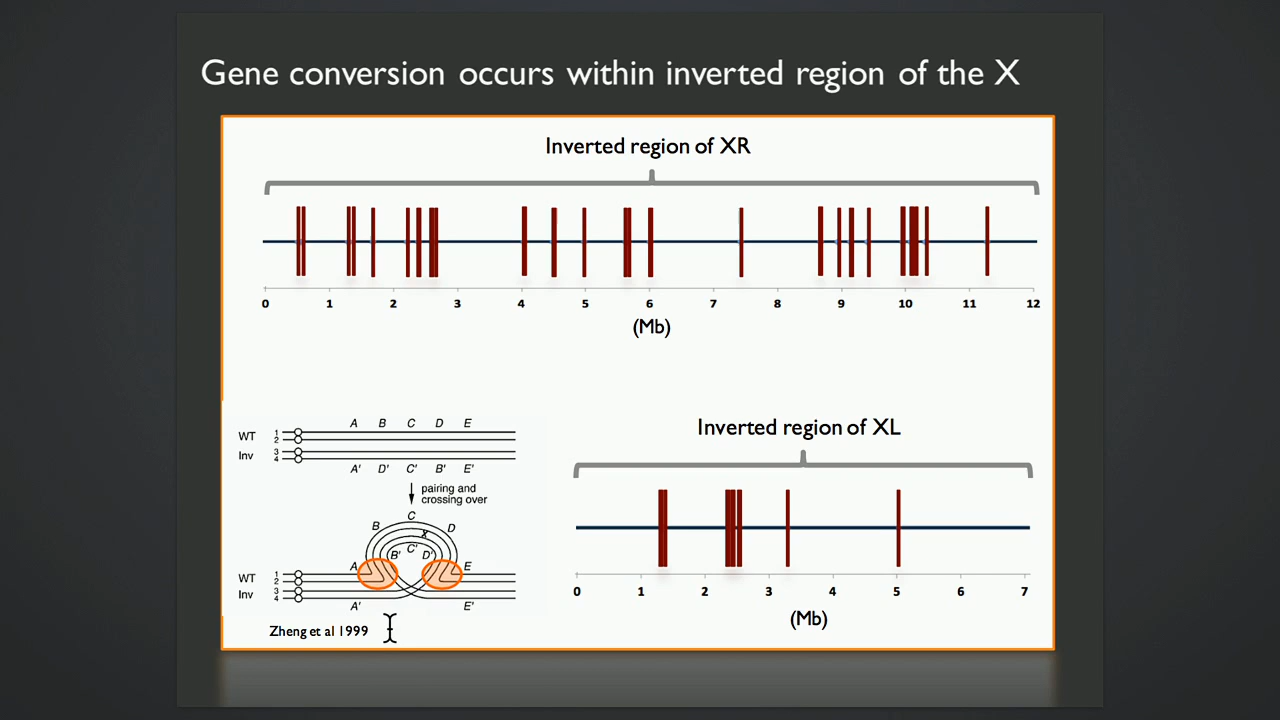 Gene conversion occurs within inverted region of the X
Inverted region of XR
0 1 2 3 4 5 6 7 8 9 10 11 12
(Mb)
A B C D E
WT 1
2
Inv 3
4
A' D' C' B' E'
pairing and
crossing over
C
B D
X
C'
B' D'
A E
WT 1
2
Inv 3
4
A' E'
Zheng et al 1999
Inverted region of XL
0 1 2 3 4 5 6 7
(Mb)